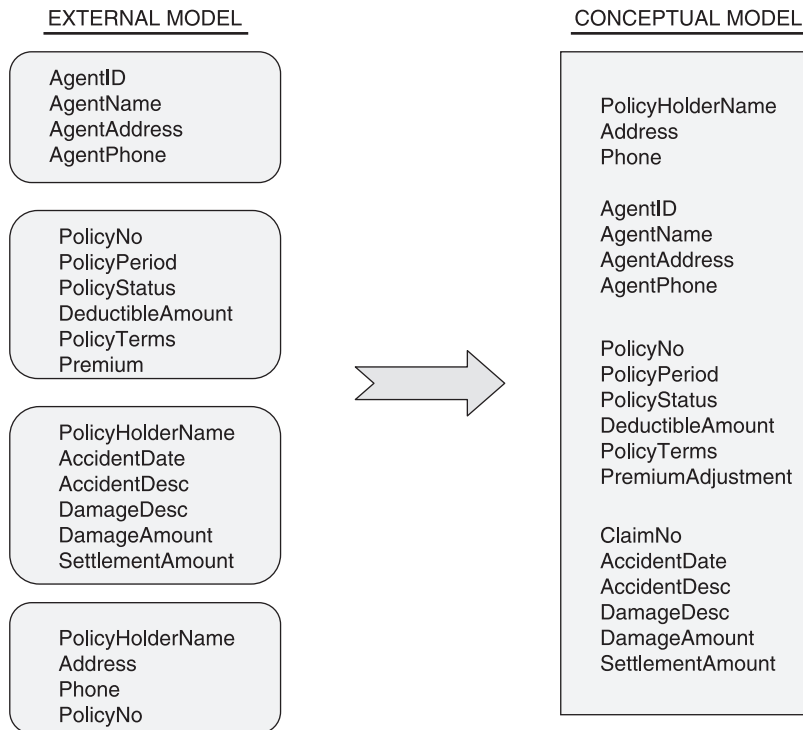 EXTERNAL MODEL
AgentID
AgentName
AgentAddress
AgentPhone
PolicyNo
PolicyPeriod
PolicyStatus
DeductibleAmount
PolicyTerms
Premium
PolicyHolderName
AccidentDate
AccidentDesc
DamageDesc
DamageAmount
SettlementAmount
PolicyHolderName
Address
Phone
PolicyNo
CONCEPTUAL MODEL
PolicyHolderName
Address
Phone
AgentID
AgentName
AgentAddress
AgentPhone
PolicyNo
PolicyPeriod
PolicyStatus
DeductibleAmount
PolicyTerms
PremiumAdjustment
ClaimNo
AccidentDate
AccidentDesc
DamageDesc
DamageAmount
SettlementAmount